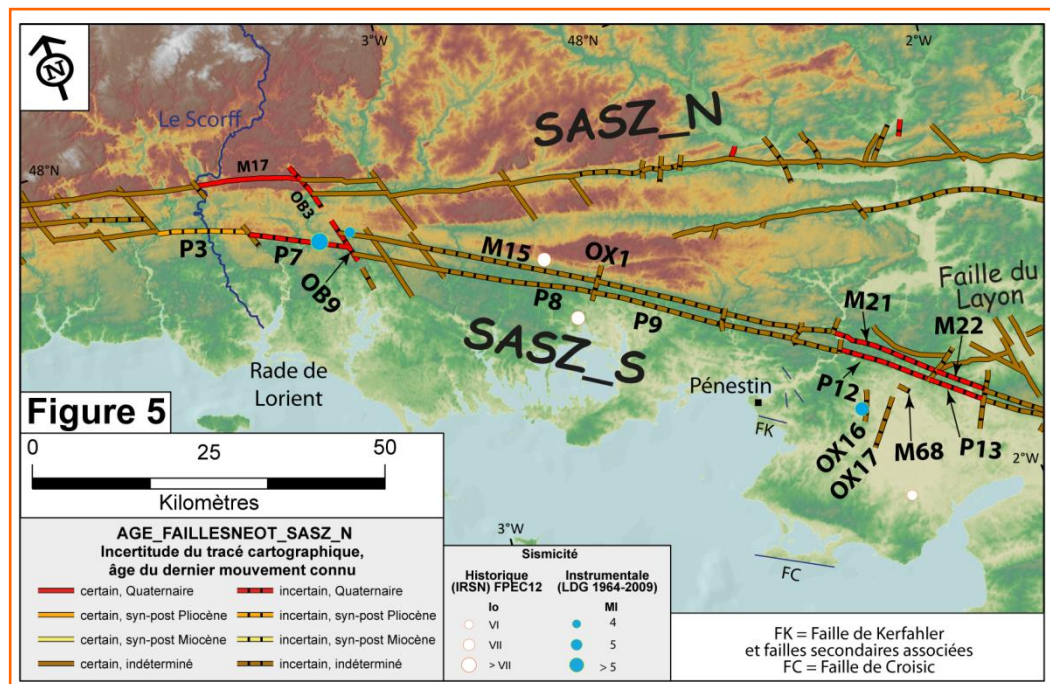 N
3°W
48°N
2°W
Le Scorff
SASZ_N
48°N
M17
OB3
P3
P7
OB9
M15
OX1
P8
P9
SASZ_S
Faille du
Layon
M21
M22
P12
P13
OX16
OX17
M68
Rade de
Lorient
Pénestin
FK
2°W
3°W
FC
Figure 5
0
25
50
Kilomètres
AGE_FAILLESNEOT_SASZ_N
Incertitude du tracé cartographique,
âge du dernier mouvement connu
certain, Quaternaire
incertain, Quaternaire
certain, syn-post Pliocène
incertain, syn-post Pliocène
certain, syn-post Miocène
incertain, syn-post Miocène
certain, indéterminé
incertain, indéterminé
Sismicité
Historique
(IRSN) FPEC12
Io
VI
VII
> VII
Instrumentale
(LDG 1964-2009)
Ml
4
5
> 5
FK = Faille de Kerfahler
et failles secondaires associées
FC = Faille de Croisic